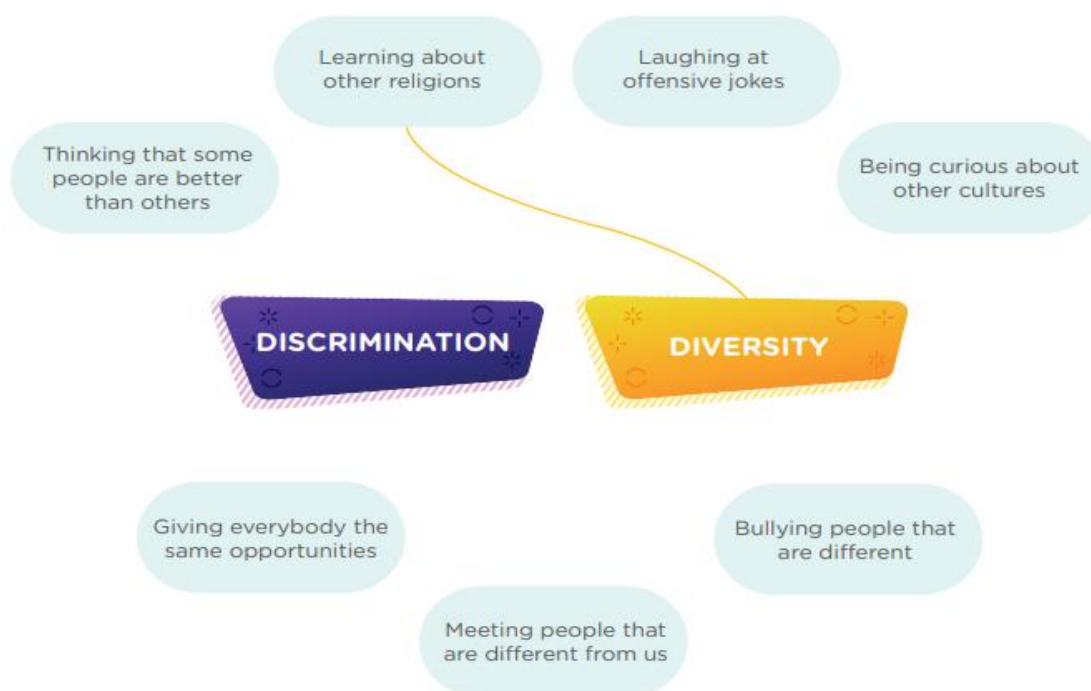 Learning about
other religions
Laughing at
offensive jokes
Thinking that some
people are better
than others
Being curious about
other cultures
DISCRIMINATION
DIVERSITY
Giving everybody the
same opportunities
Bullying people that
are different
Meeting people that
are different from us